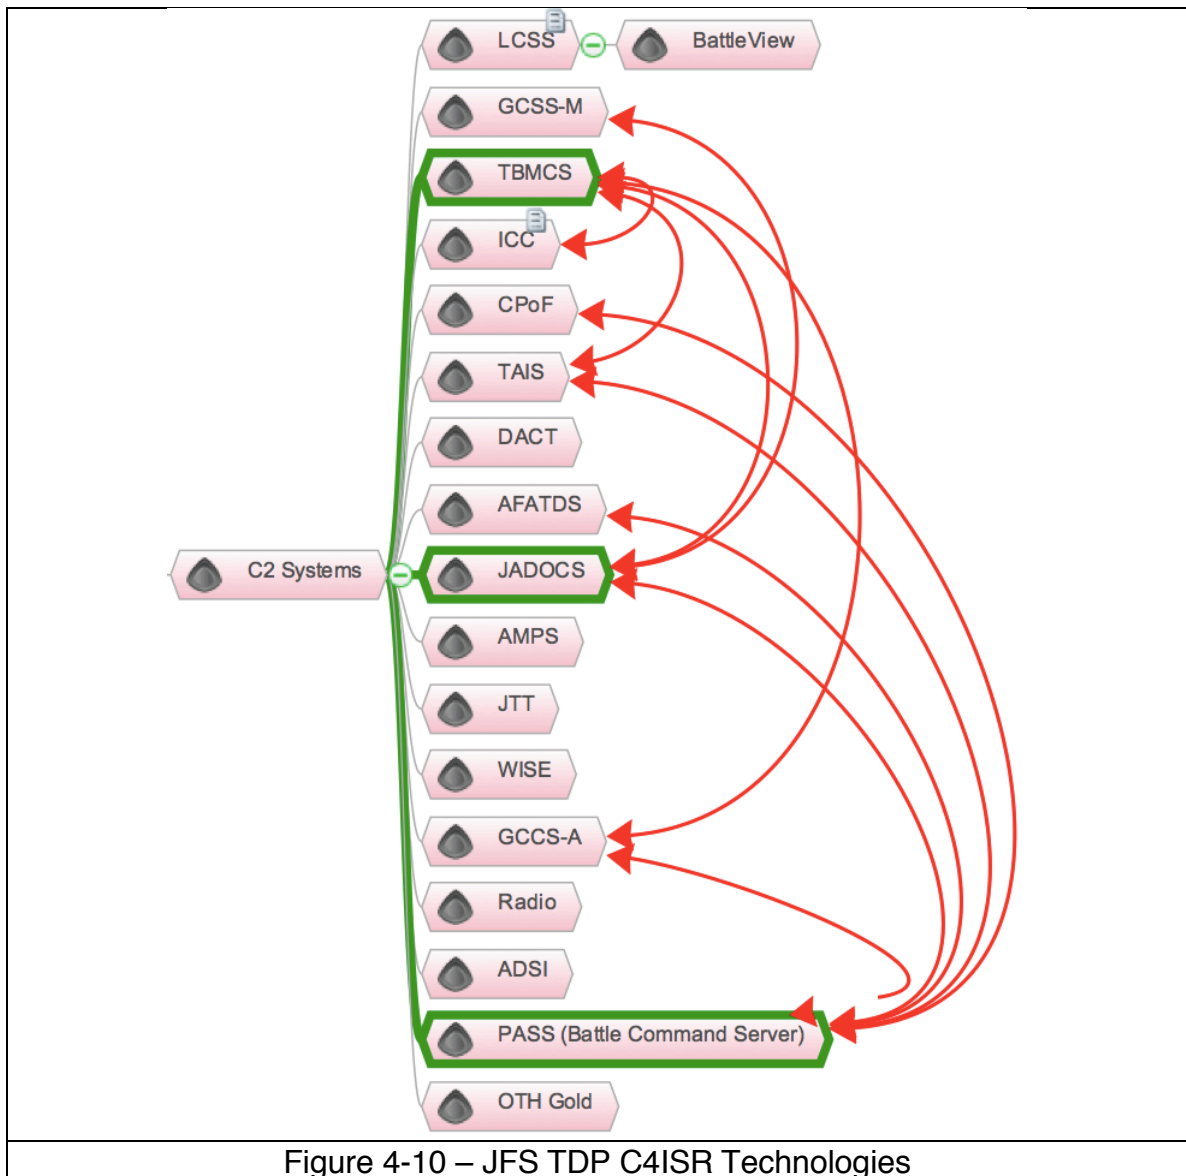 LCSS
BattleView
GCSS-M
TBMCS
ICC
CPoF
TAIS
DACT
AFATDS
C2 Systems
JADOCS
AMPS
JTT
WISE
GCCS-A
Radio
ADSI
PASS (Battle Command Server)
OTH Gold
Figure 4-10 – JFS TDP C4ISR Technologies